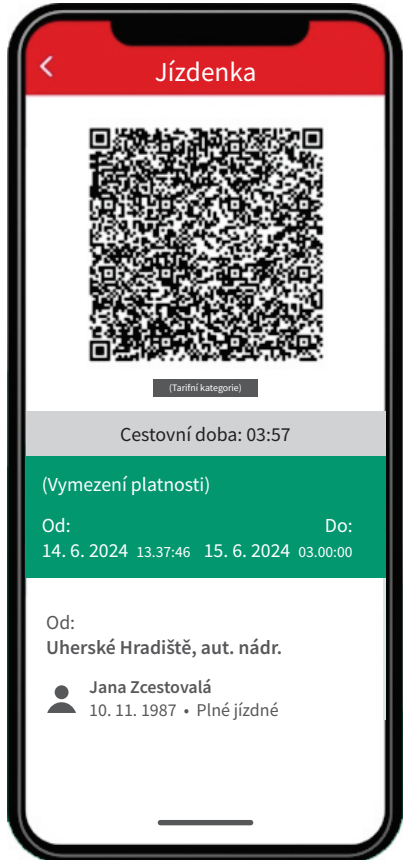 Jízdenka
(Tarifní kategorie)
Cestovní doba: 03:57
(Vymezení platnosti)
Od: Do:
14. 6. 2024 13.37:46 15. 6. 2024 03.00:00
Od:
Uherské Hradiště, aut. nádr.
Jana Zcestovalá
10. 11. 1987 • Plné jízdné